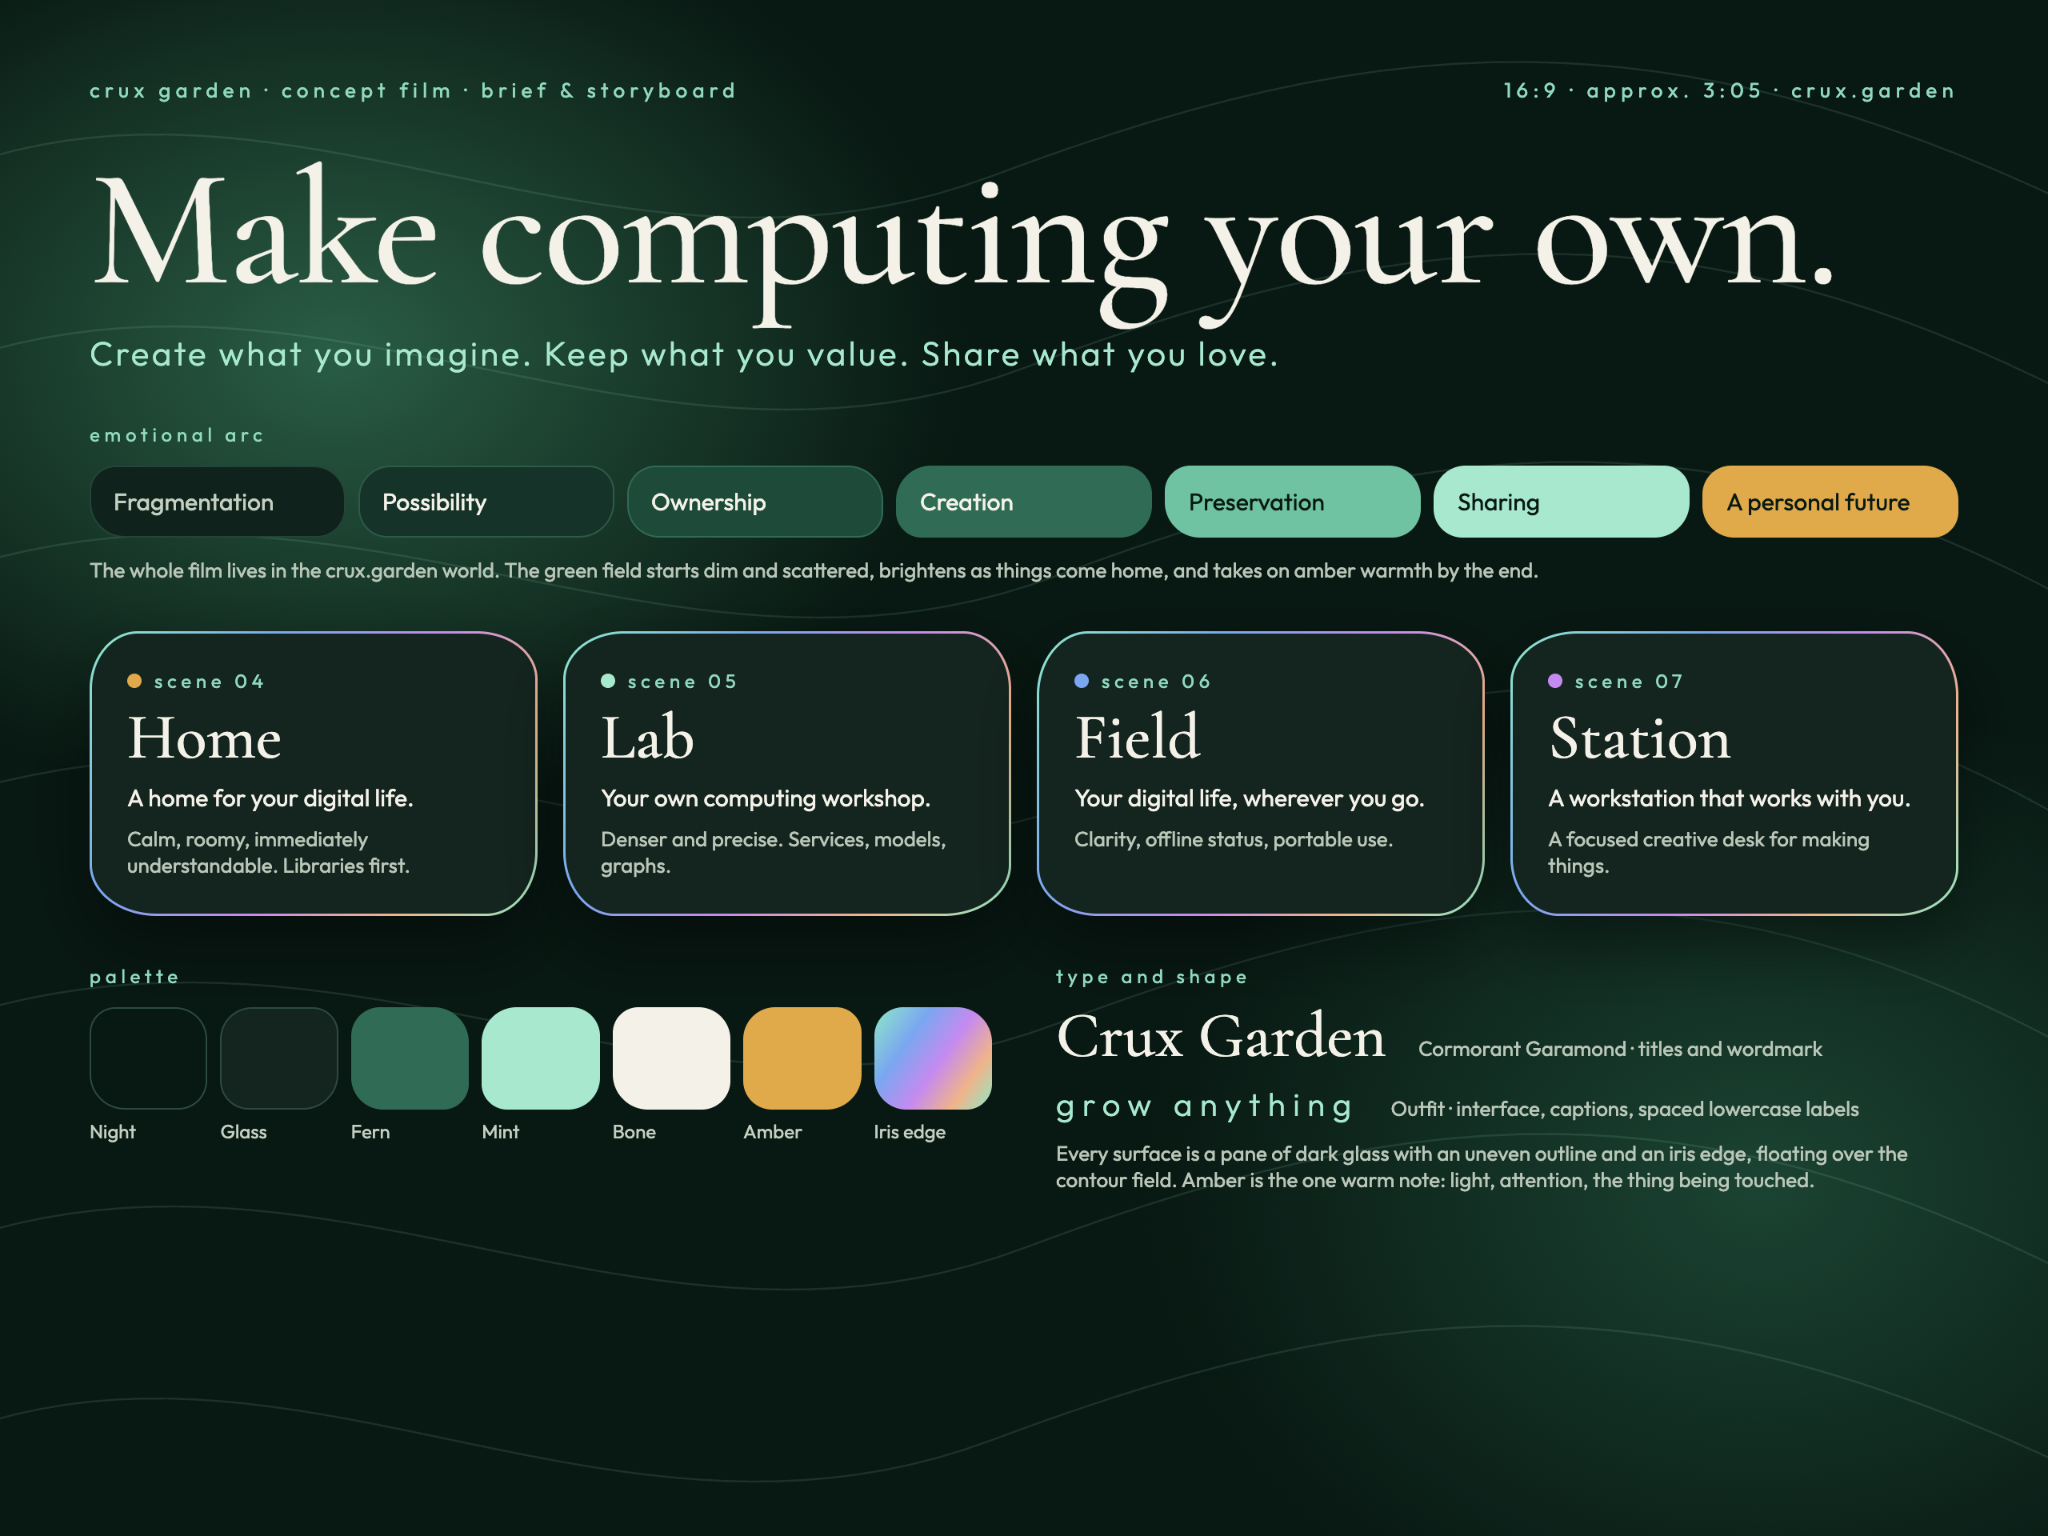 crux garden · concept film · brief & storyboard
16:9 · approx. 3:05 · crux.garden
Make computing your own.
Create what you imagine. Keep what you value. Share what you love.
emotional arc
Fragmentation
Possibility
Ownership
Creation
Preservation
Sharing
A personal future
The whole film lives in the crux.garden world. The green field starts dim and scattered, brightens as things come home, and takes on amber warmth by the end.
scene 04
Home
A home for your digital life.
Calm, roomy, immediately
understandable. Libraries first.
scene 05
Lab
Your own computing workshop.
Denser and precise. Services, models,
graphs.
scene 06
Field
Your digital life, wherever you go.
Clarity, offline status, portable use.
scene 07
Station
A workstation that works with you.
A focused creative desk for making
things.
palette
Night
Glass
Fern
Mint
Bone
Amber
Iris edge
type and shape
Crux Garden
Cormorant Garamond · titles and wordmark
grow anything
Outfit · interface, captions, spaced lowercase labels
Every surface is a pane of dark glass with an uneven outline and an iris edge, floating over the
contour field. Amber is the one warm note: light, attention, the thing being touched.